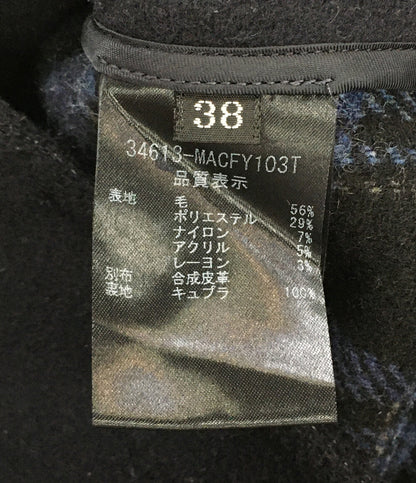 38
34613-MACFY103T
品質表示
表地 毛 56%
ポリエステル 29%
ナイロン 7%
アクリル 5%
レーヨン 3%
別布 合成皮革
裏地 キュプラ 100%